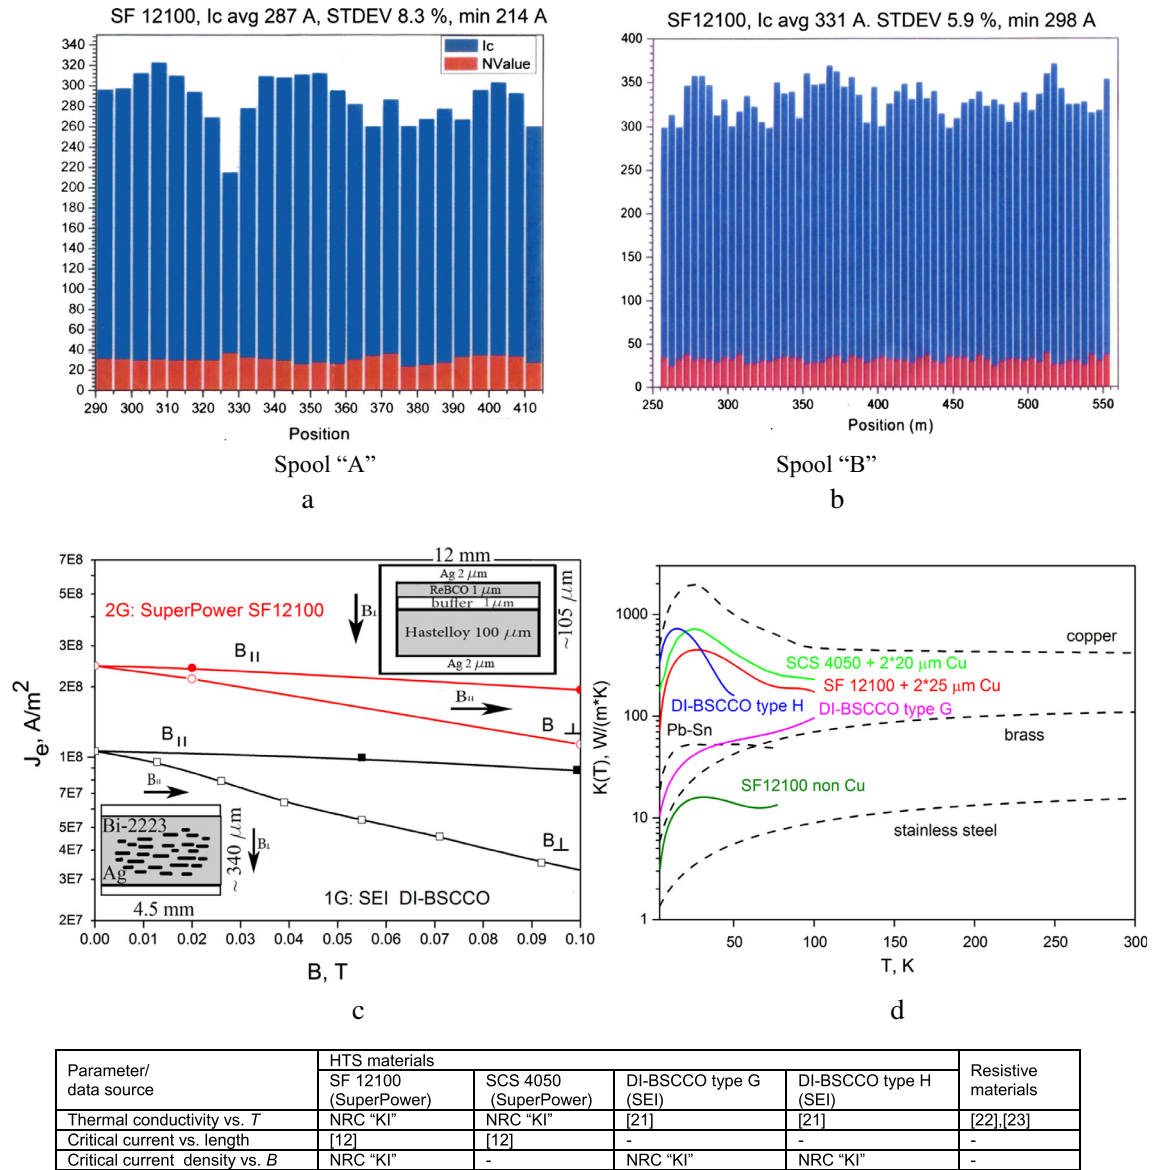 SF 12100, Ic avg 287 A, STDEV 8.3 %, min 214 A
340
320
300
280
260
240
220
200
180
160
140
120
100
80
60
40
20
0
Ic
NValue
290 300 310 320 330 340 350 360 370 380 390 400 410
Position
Spool “A”
a
SF12100, Ic avg 331 A. STDEV 5.9 %, min 298 A
400
350
300
250
200
150
100
50
0
250 300 350 400 450 500 550
Position (m)
Spool “B”
b
Je, A/m²
7E8
5E8
3E8
2E8
1E8
7E7
5E7
4E7
3E7
2E7
2G: SuperPower SF12100
B||
B||
B⊥
B⊥
12 mm
Ag 2 μm
ReBCO 1 μm
buffer 1μm
Hastelloy 100 μm
Ag 2 μm
~105 μm
B⊥
B||
B||
Bi-2223
Ag
~ 340 μm
B⊥
4.5 mm
1G: SEI DI-BSCCO
0.00 0.01 0.02 0.03 0.04 0.05 0.06 0.07 0.08 0.09 0.10
B, T
c
K(T), W/(m*K)
1000
100
10
1
copper
SCS 4050 + 2*20 μm Cu
SF 12100 + 2*25 μm Cu
DI-BSCCO type H
DI-BSCCO type G
Pb-Sn
brass
SF12100 non Cu
stainless steel
50 100 150 200 250 300
T, K
d
Parameter/
data source
HTS materials
Resistive
materials
SF 12100
(SuperPower)
SCS 4050
(SuperPower)
DI-BSCCO type G
(SEI)
DI-BSCCO type H
(SEI)
Thermal conductivity vs. T NRC “KI” NRC “KI” [21] [21] [22],[23]
Critical current vs. length [12] [12] - - -
Critical current density vs. B NRC “KI” - NRC “KI” NRC “KI” -